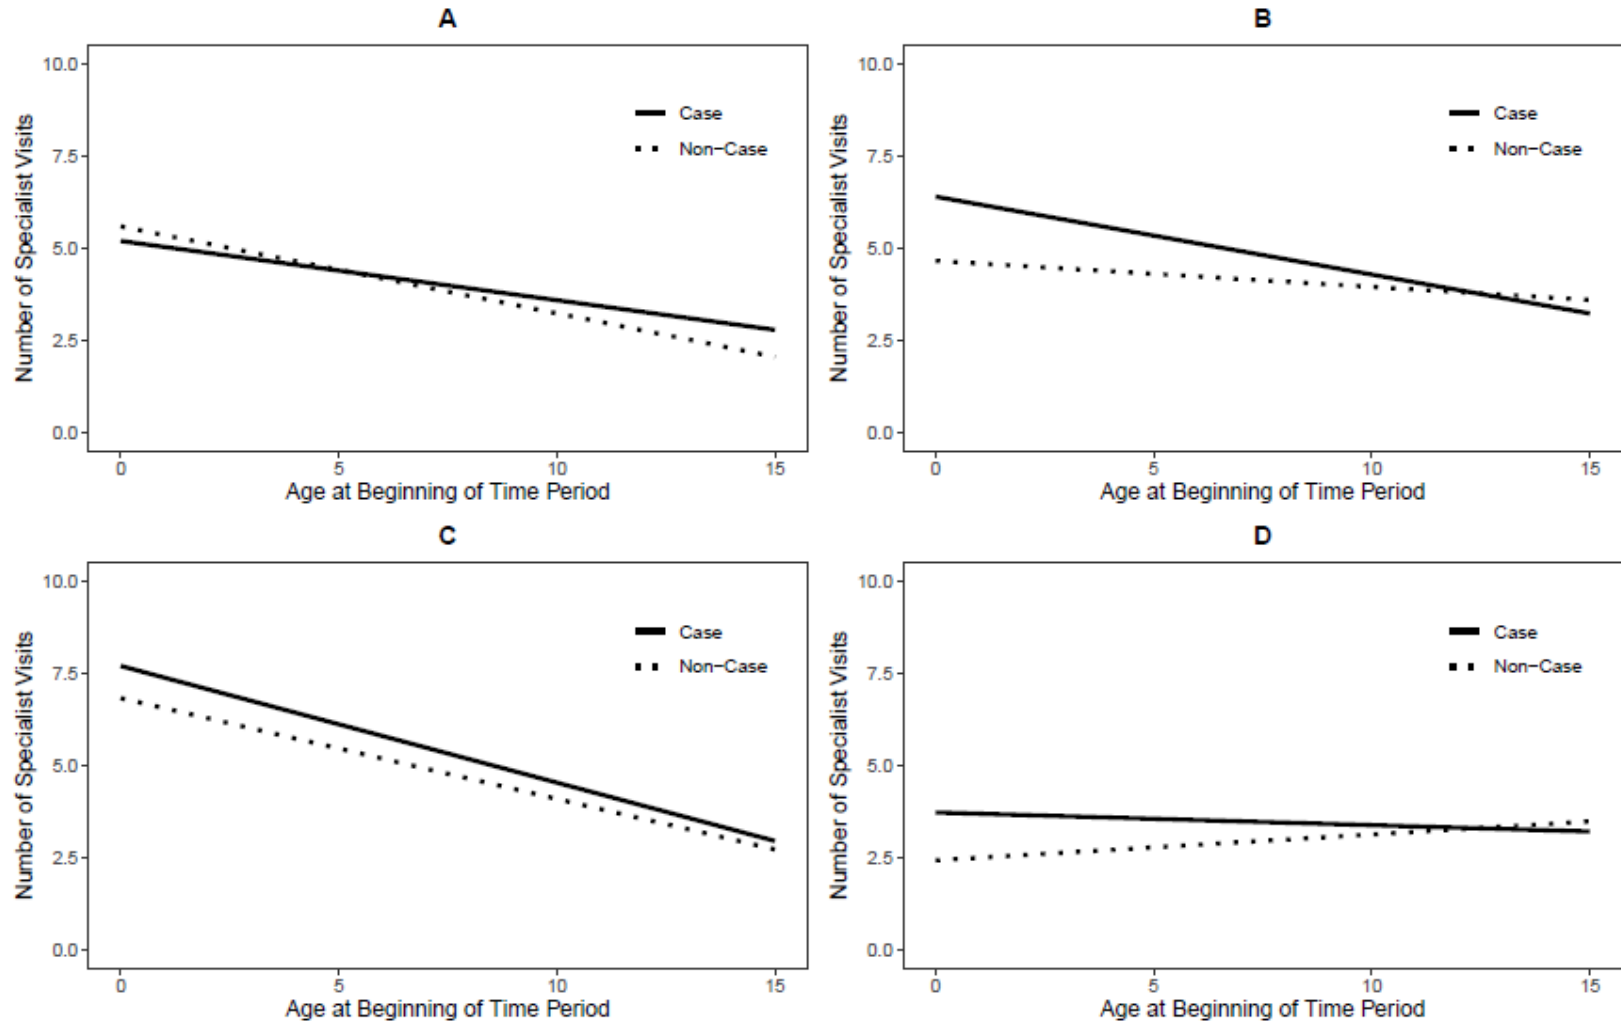 A
Number of Specialist Visits
10.0
7.5
5.0
2.5
0.0
Case
Non-Case
0 5 10 15
Age at Beginning of Time Period
B
Number of Specialist Visits
10.0
7.5
5.0
2.5
0.0
Case
Non-Case
0 5 10 15
Age at Beginning of Time Period
C
Number of Specialist Visits
10.0
7.5
5.0
2.5
0.0
Case
Non-Case
0 5 10 15
Age at Beginning of Time Period
D
Number of Specialist Visits
10.0
7.5
5.0
2.5
0.0
Case
Non-Case
0 5 10 15
Age at Beginning of Time Period